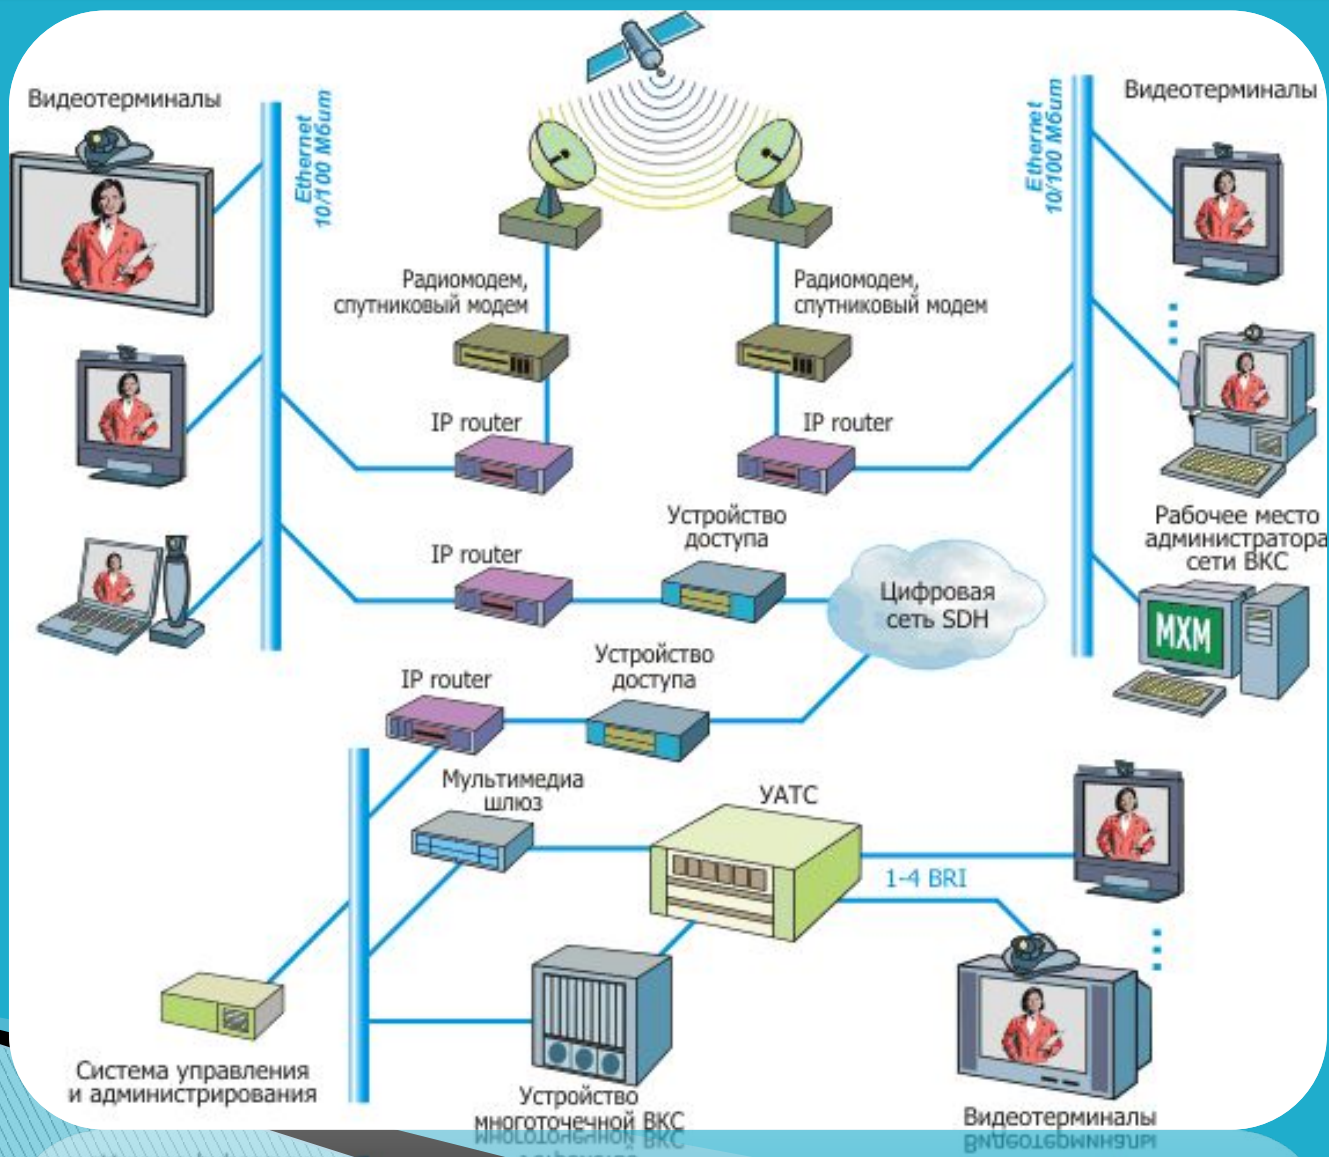 Видеотерминалы
Ethernet
10/100 Мбит
Ethernet
10/100 Мбит
Видеотерминалы
Радиомодем,
спутниковый модем
Радиомодем,
спутниковый модем
IP router
IP router
Устройство
доступа
IP router
Цифровая
сеть SDH
Рабочее место
администратора
сети ВКС
МХМ
Устройство
доступа
IP router
Мультимедиа
шлюз
УАТС
1-4 BRI
Система управления
и администрирования
Устройство
многоточечной ВКС
Видеотерминалы